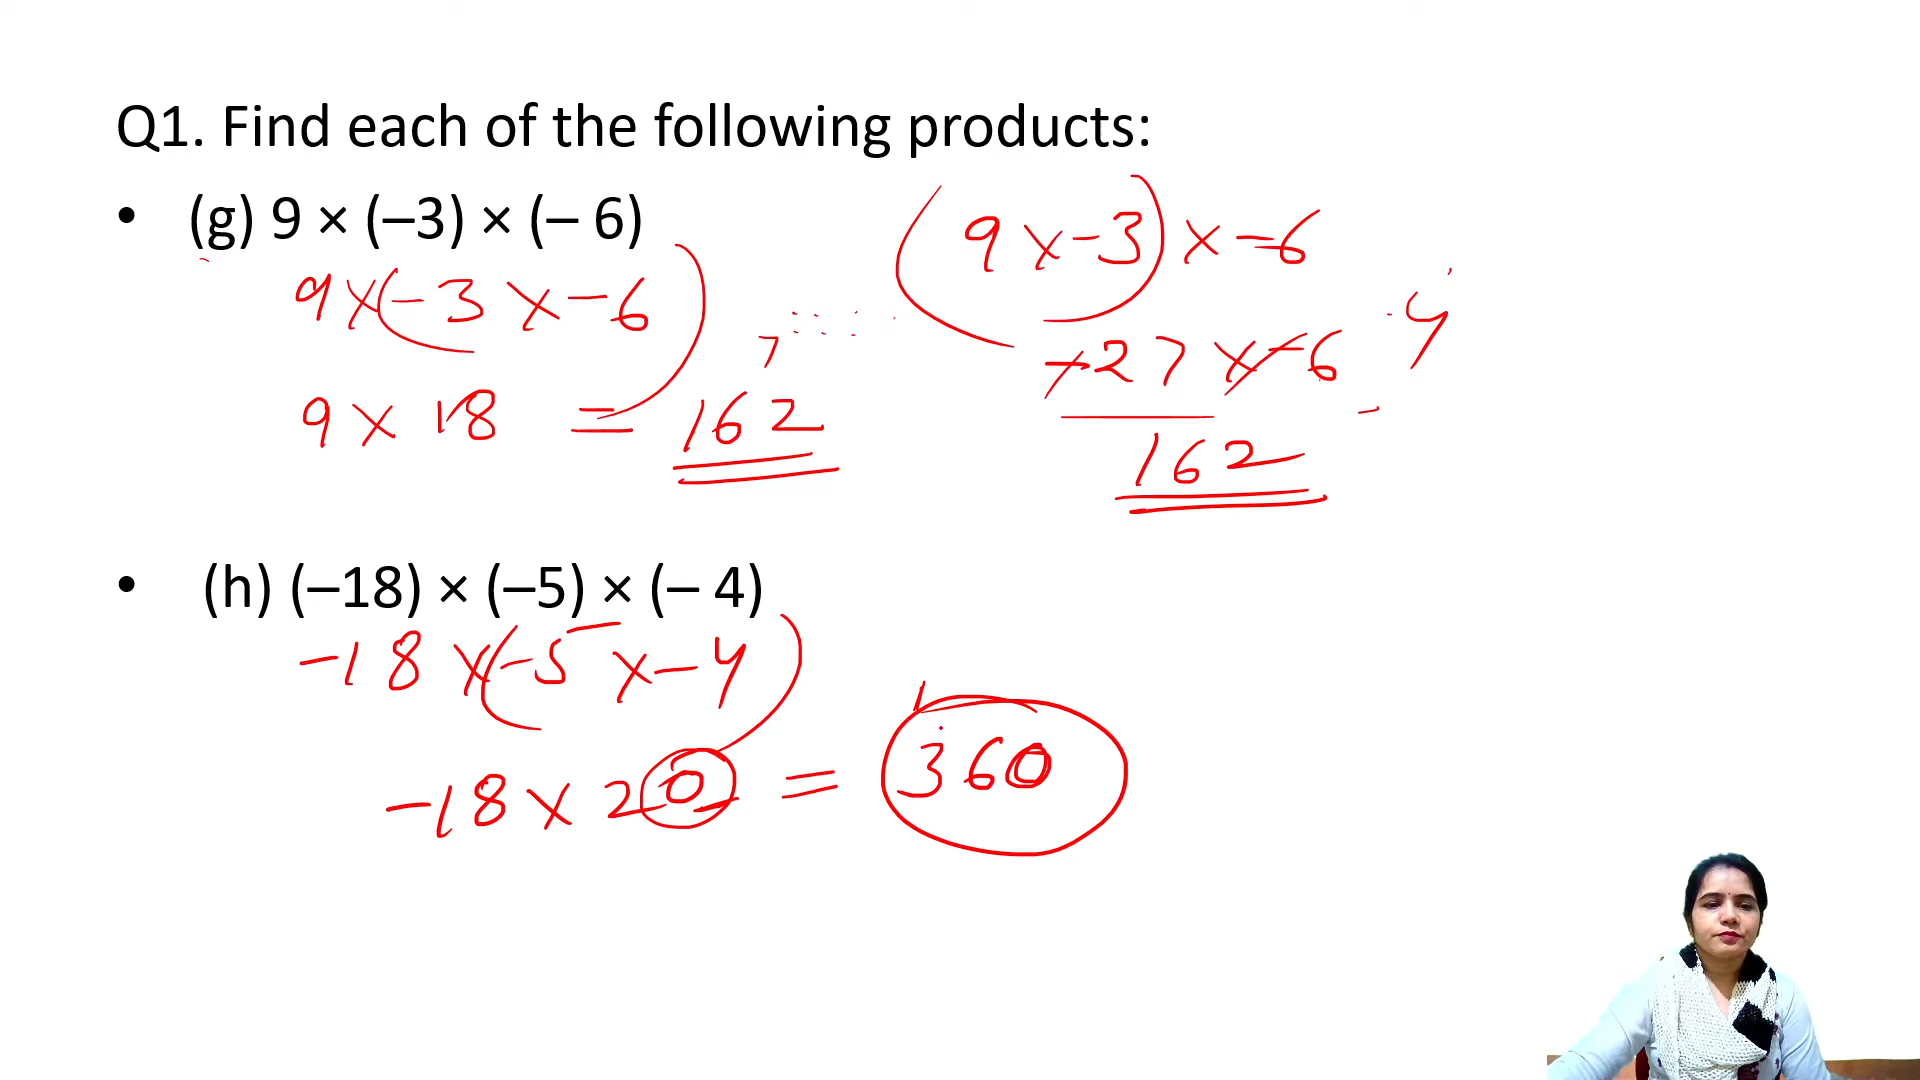 Q1. Find each of the following products:
• (g) 9 × (–3) × (– 6)
9 x (-3 x -6)
9 x 18 = 162
(9 x -3) x -6
-27 x -6
162
• (h) (–18) × (–5) × (– 4)
-18 x (-5 x -4)
-18 x 20 = 360